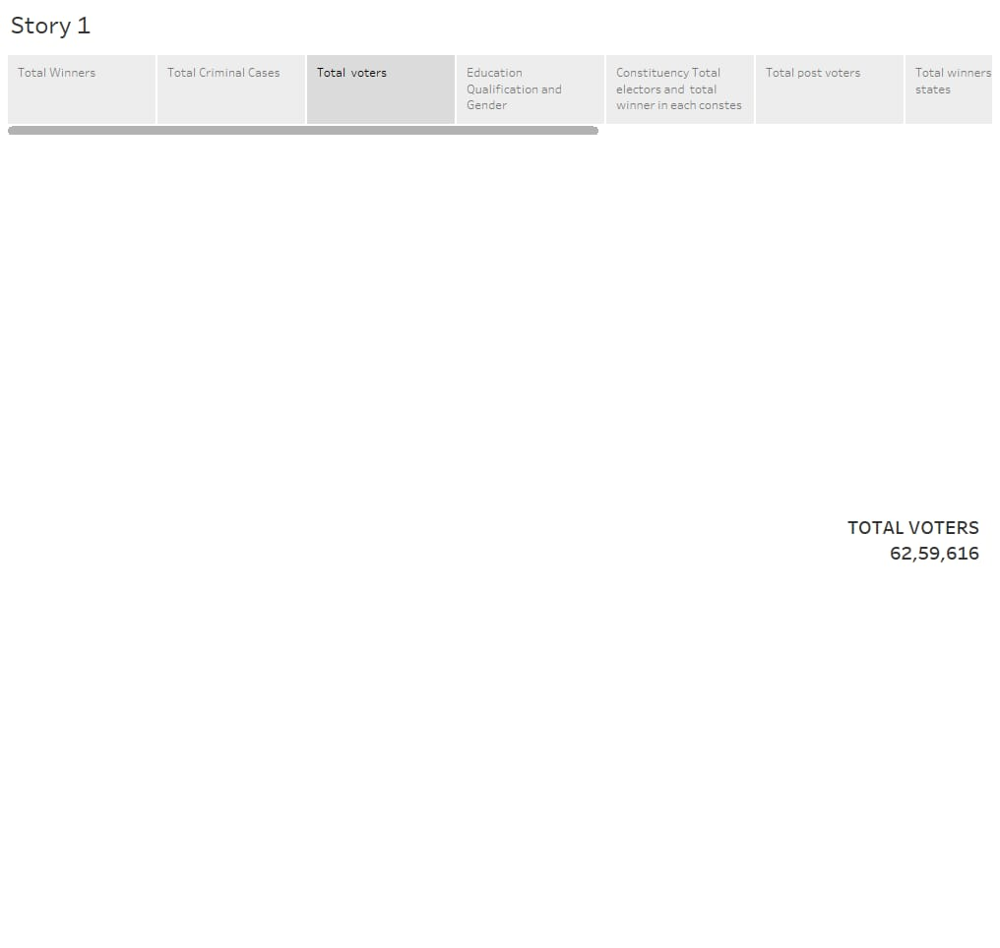 Story 1
Total Winners
Total Criminal Cases
Total  voters
Education
Qualification and
Gender
Constituency Total
electors and  total
winner in each constes
Total post voters
Total winners
states
TOTAL VOTERS
62,59,616